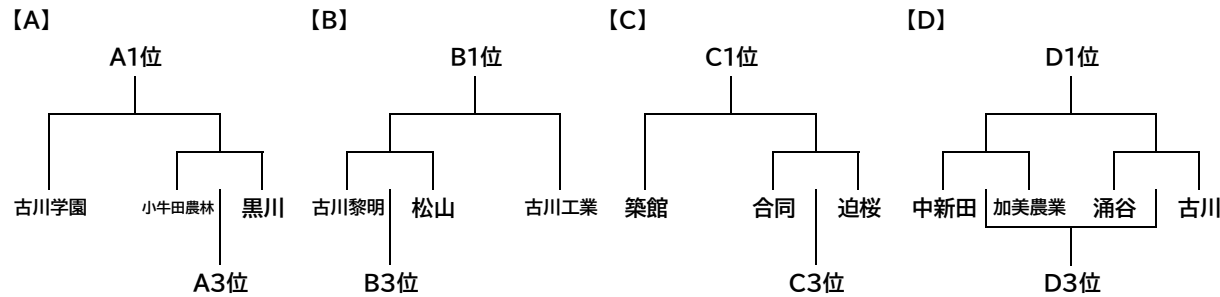 【A】 【B】 【C】 【D】
A1位 B1位 C1位 D1位
古川学園 小牛田農林 黒川 古川黎明 松山 古川工業 築館 合同 迫桜 中新田 加美農業 涌谷 古川
A3位 B3位 C3位 D3位